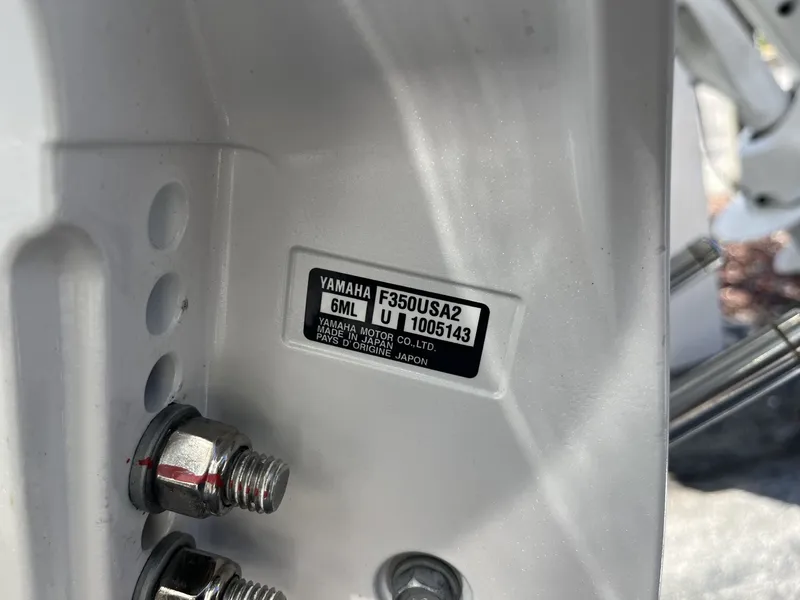 YAMAHA F350USA2
6ML U 1005143
YAMAHA MOTOR CO.,LTD.
MADE IN JAPAN
PAYS D'ORIGINE JAPON